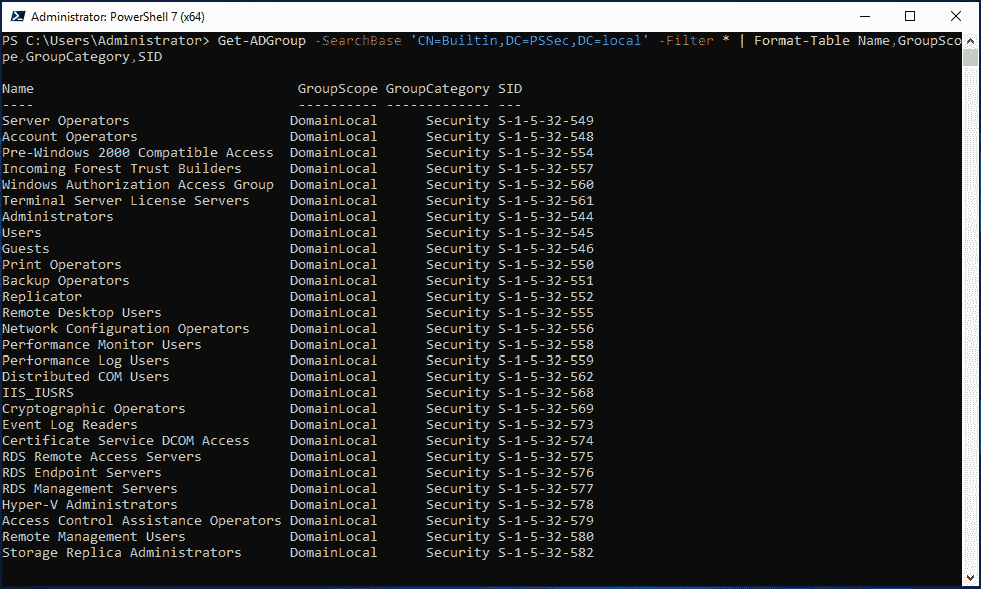 Administrator: PowerShell 7 (x64)
PS C:\Users\Administrator> Get-ADGroup -SearchBase 'CN=Builtin,DC=PSSec,DC=local' -Filter * | Format-Table Name,GroupSco
pe,GroupCategory,SID
Name                                 GroupScope GroupCategory SID
----                                 ---------- ------------- ---
Server Operators                    DomainLocal      Security S-1-5-32-549
Account Operators                   DomainLocal      Security S-1-5-32-548
Pre-Windows 2000 Compatible Access  DomainLocal      Security S-1-5-32-554
Incoming Forest Trust Builders      DomainLocal      Security S-1-5-32-557
Windows Authorization Access Group  DomainLocal      Security S-1-5-32-560
Terminal Server License Servers     DomainLocal      Security S-1-5-32-561
Administrators                      DomainLocal      Security S-1-5-32-544
Users                               DomainLocal      Security S-1-5-32-545
Guests                              DomainLocal      Security S-1-5-32-546
Print Operators                     DomainLocal      Security S-1-5-32-550
Backup Operators                    DomainLocal      Security S-1-5-32-551
Replicator                          DomainLocal      Security S-1-5-32-552
Remote Desktop Users                DomainLocal      Security S-1-5-32-555
Network Configuration Operators     DomainLocal      Security S-1-5-32-556
Performance Monitor Users           DomainLocal      Security S-1-5-32-558
Performance Log Users               DomainLocal      Security S-1-5-32-559
Distributed COM Users               DomainLocal      Security S-1-5-32-562
IIS_IUSRS                           DomainLocal      Security S-1-5-32-568
Cryptographic Operators             DomainLocal      Security S-1-5-32-569
Event Log Readers                   DomainLocal      Security S-1-5-32-573
Certificate Service DCOM Access     DomainLocal      Security S-1-5-32-574
RDS Remote Access Servers           DomainLocal      Security S-1-5-32-575
RDS Endpoint Servers                DomainLocal      Security S-1-5-32-576
RDS Management Servers              DomainLocal      Security S-1-5-32-577
Hyper-V Administrators              DomainLocal      Security S-1-5-32-578
Access Control Assistance Operators DomainLocal      Security S-1-5-32-579
Remote Management Users             DomainLocal      Security S-1-5-32-580
Storage Replica Administrators      DomainLocal      Security S-1-5-32-582